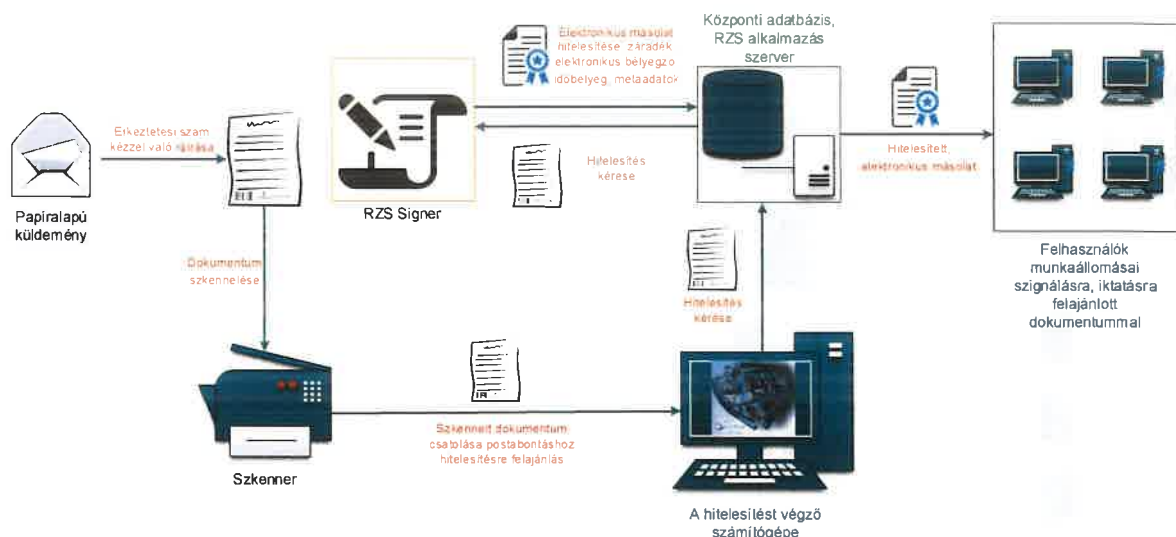 Központi adatbázis,
RZS alkalmazás
szerver
Elektronikus másolat
hitelesítése záradék
elektronikus bélyegző
időbélyeg, metaadatok
Érkeztetési szám
kézzel való ráírása
Hitelesítés
kérése
Hitelesített,
elektronikus másolat
Papíralapú
küldemény
RZS Signer
Felhasználók
munkaállomásai
szignálásra, iktatásra
felajánlott
dokumentummal
Dokumentum
szkennelése
Hitelesítés
kérése
Szkennelt dokumentum
csatolása postabontáshoz
hitelesítésre felajánlás
Szkenner
A hitelesítést végző
számítógépe